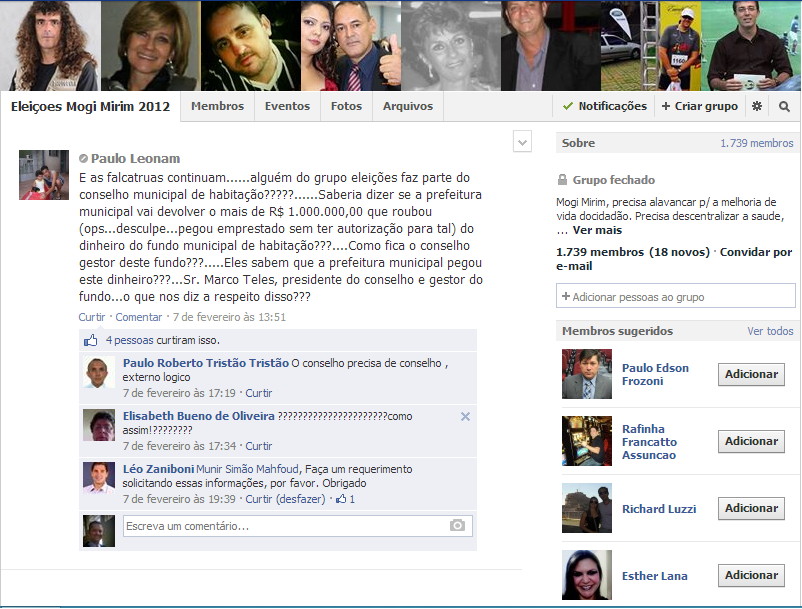 Eleiçoes Mogi Mirim 2012
Membros
Eventos
Fotos
Arquivos
Notificações
+ Criar grupo
Paulo Leonam
E as falcatruas continuam......alguém do grupo eleições faz parte do
conselho municipal de habitação?????......Saberia dizer se a prefeitura
municipal vai devolver o mais de R$ 1.000.000,00 que roubou
(ops...desculpe...pegou emprestado sem ter autorização para tal) do
dinheiro do fundo municipal de habitação???....Como fica o conselho
gestor deste fundo???.....Eles sabem que a prefeitura municipal pegou
este dinheiro???...Sr. Marco Teles, presidente do conselho e gestor do
fundo...o que nos diz a respeito disso???
Curtir · Comentar · 7 de fevereiro às 13:51
4 pessoas curtiram isso.
Paulo Roberto Tristão Tristão O conselho precisa de conselho ,
externo logico
7 de fevereiro às 17:19 · Curtir
Elisabeth Bueno de Oliveira ??????????????????????como
assim!????????
7 de fevereiro às 17:34 · Curtir
Léo Zaniboni Munir Simão Mahfoud, Faça um requerimento
solicitando essas informações, por favor. Obrigado
7 de fevereiro às 19:39 · Curtir (desfazer) · 1
Escreva um comentário...
Sobre
1.739 membros
Grupo fechado
Mogi Mirim, precisa alavancar p/ a melhoria de
vida docidadão. Precisa descentralizar a saude,
... Ver mais
1.739 membros (18 novos) · Convidar por
e-mail
+ Adicionar pessoas ao grupo
Membros sugeridos
Ver todos
Paulo Edson
Frozoni
Adicionar
Rafinha
Francatto
Assuncao
Adicionar
Richard Luzzi
Adicionar
Esther Lana
Adicionar